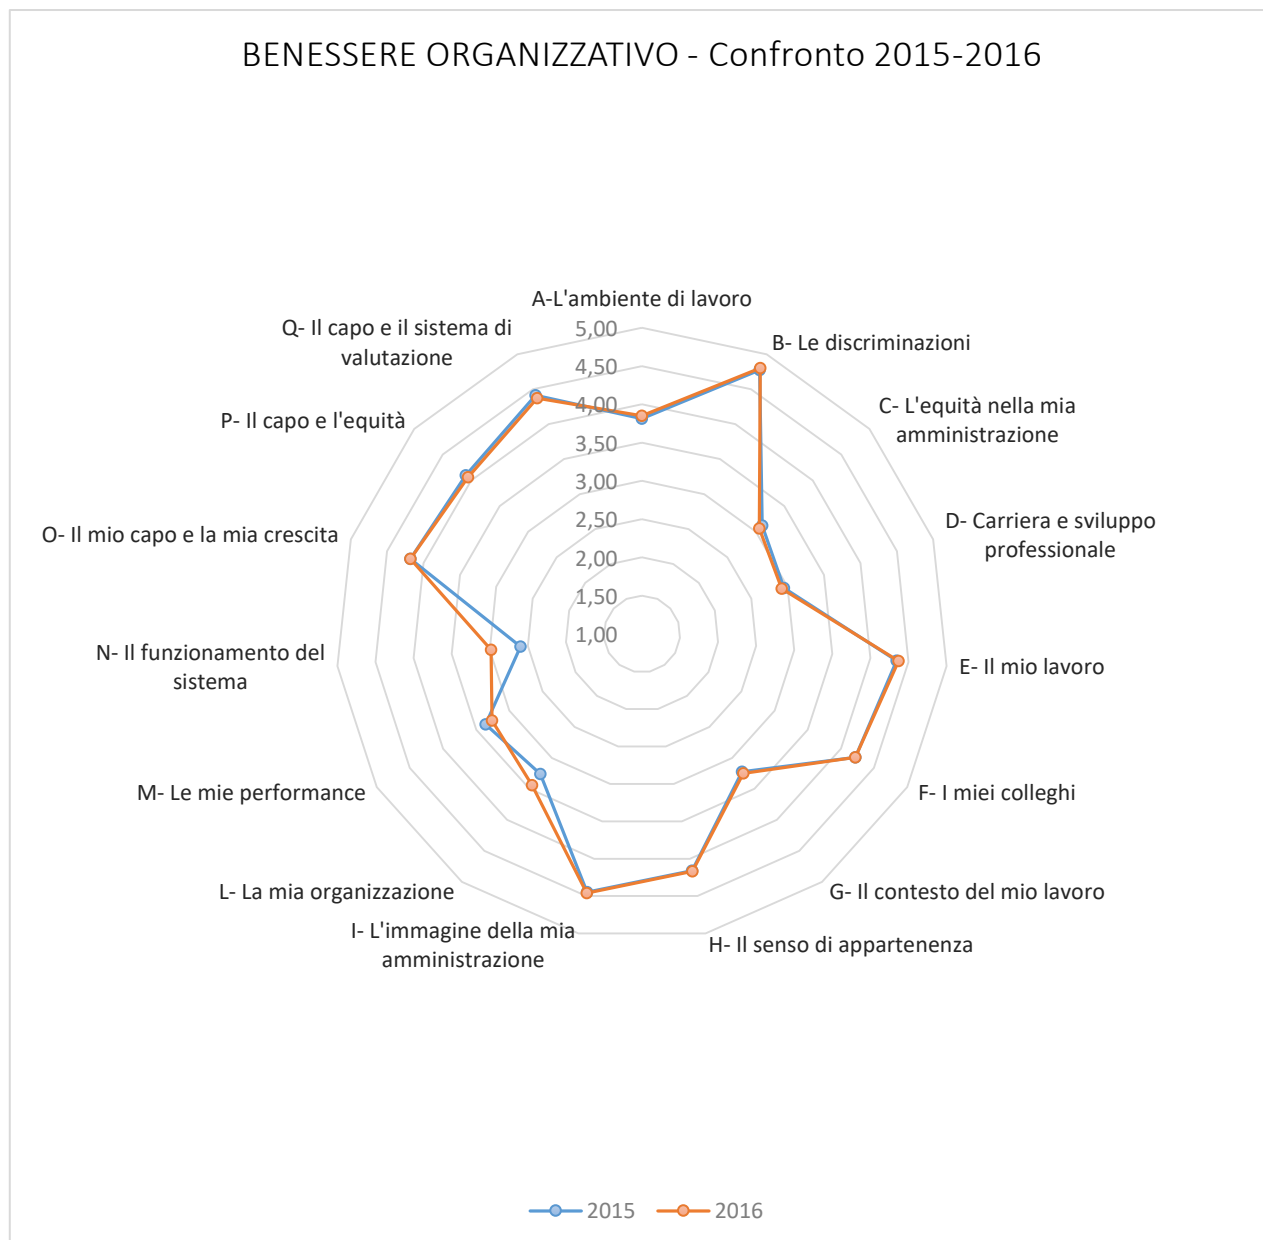 BENESSERE ORGANIZZATIVO - Confronto 2015-2016
A-L'ambiente di lavoro
B- Le discriminazioni
C- L'equità nella mia
amministrazione
D- Carriera e sviluppo
professionale
E- Il mio lavoro
F- I miei colleghi
G- Il contesto del mio lavoro
H- Il senso di appartenenza
I- L'immagine della mia
amministrazione
L- La mia organizzazione
M- Le mie performance
N- Il funzionamento del
sistema
O- Il mio capo e la mia crescita
P- Il capo e l'equità
Q- Il capo e il sistema di
valutazione
5,00
4,50
4,00
3,50
3,00
2,50
2,00
1,50
1,00
2015
2016